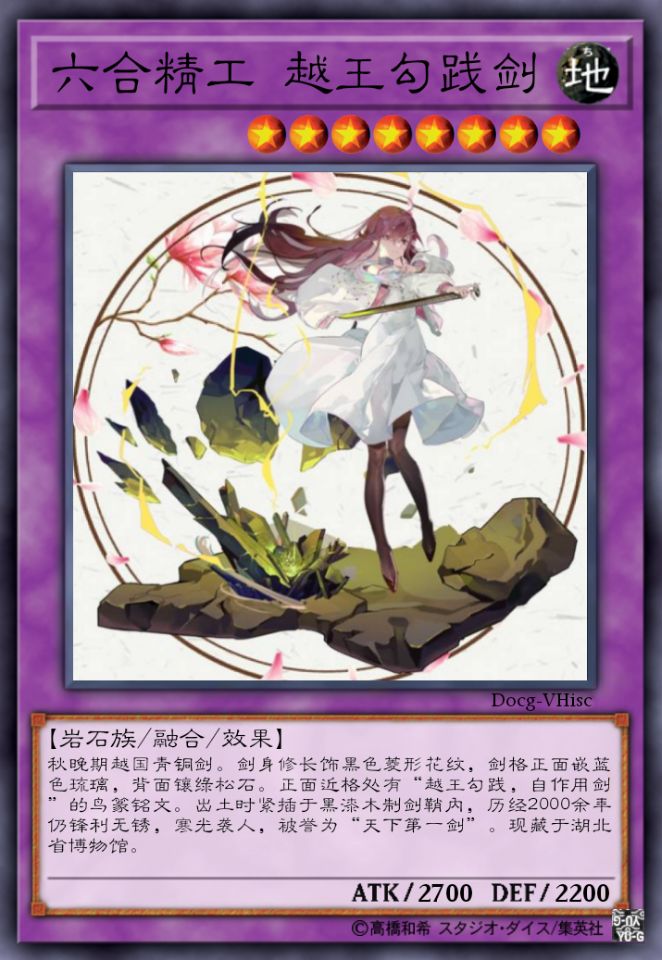 六合精工 越王勾践剑
ち
地
Docg-VHisc
【岩石族/融合/效果】
秋晚期越国青铜剑。剑身修长饰黑色菱形花纹，剑格正面嵌蓝
色琉璃，背面镶绿松石。正面近格处有“越王勾践，自作用剑
”的鸟篆铭文。出土时紧插于黑漆木制剑鞘内，历经2000余年
仍锋利无锈，寒光袭人，被誉为“天下第一剑”。现藏于湖北
省博物馆。
ATK/2700 DEF/2200
©高橋和希 スタジオ・ダイス/集英社